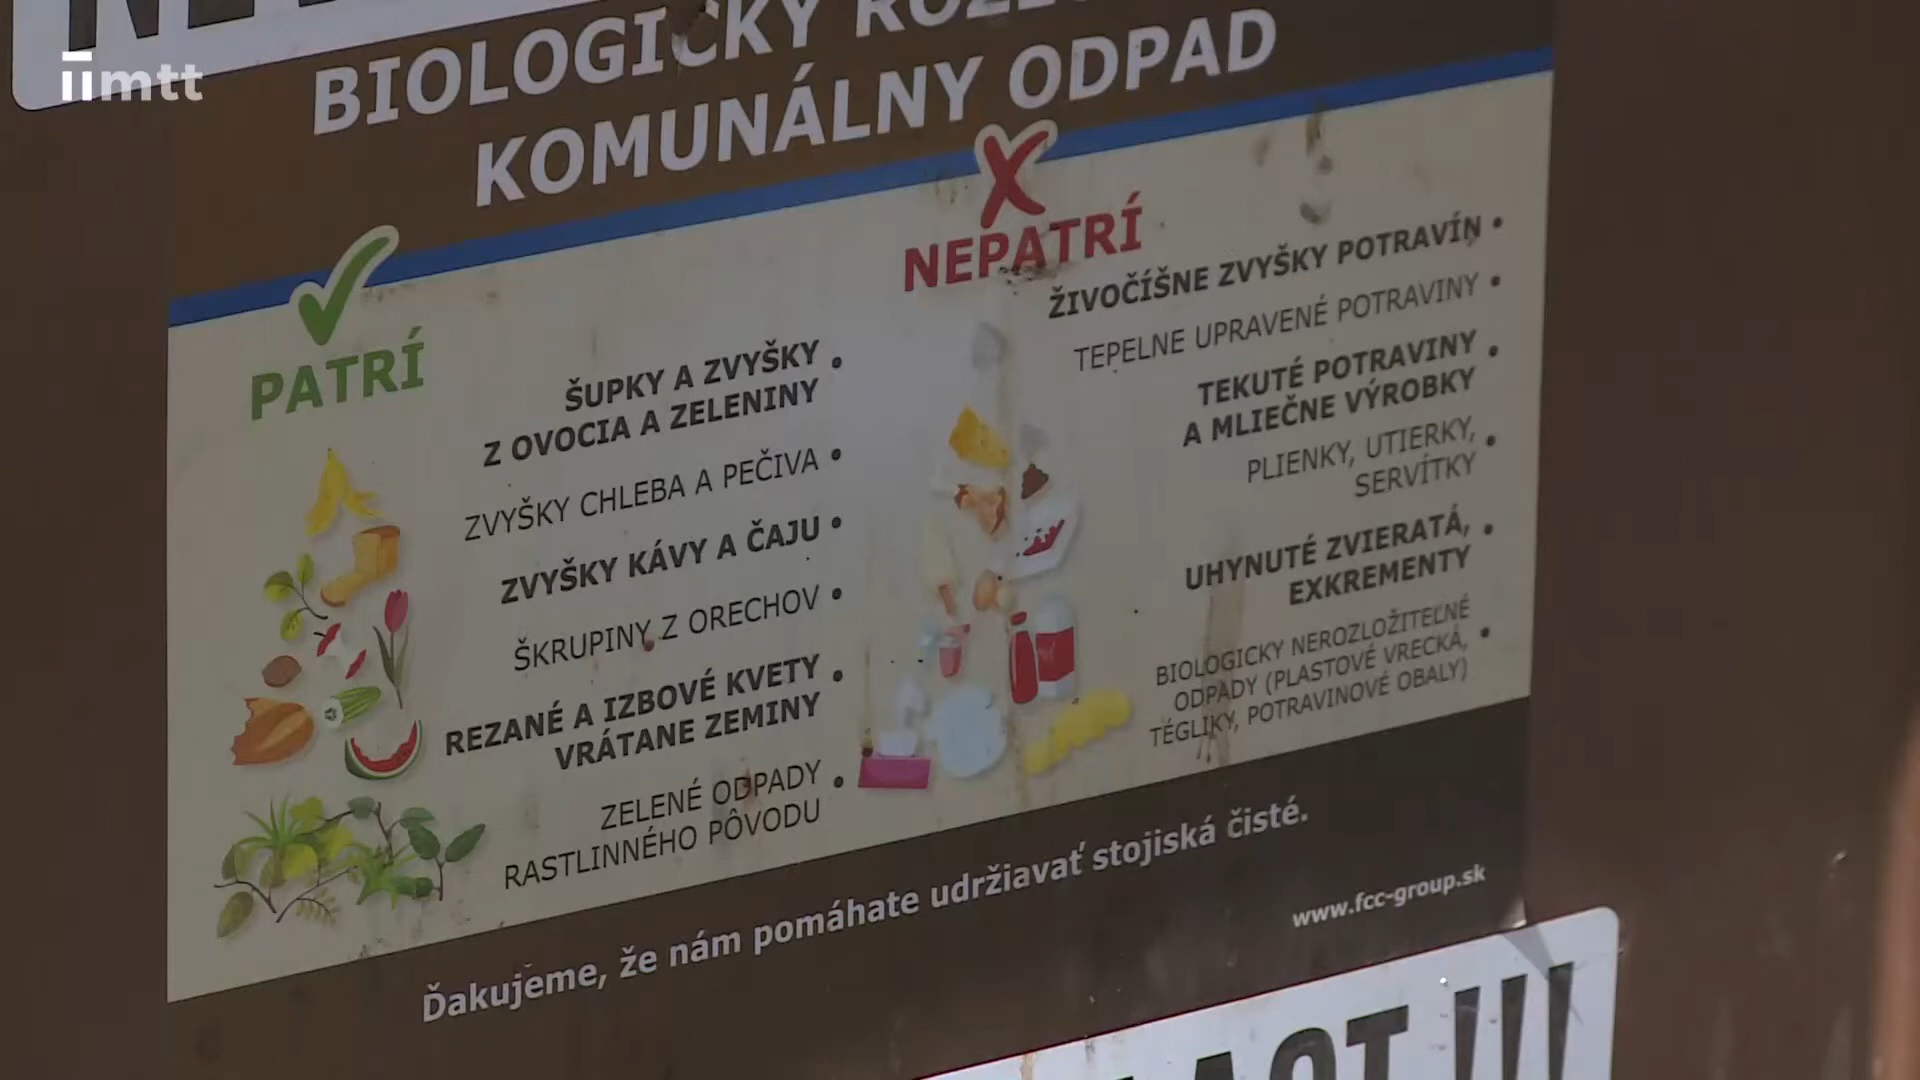 mtt
BIOLOGICKY
KOMUNÁLNY ODPAD
PATRÍ
ŠUPKY A ZVYŠKY •
Z OVOCIA A ZELENINY
ZVYŠKY CHLEBA A PEČIVA •
ZVYŠKY KÁVY A ČAJU •
ŠKRUPINY Z ORECHOV •
REZANÉ A IZBOVÉ KVETY •
VRÁTANE ZEMINY
ZELENÉ ODPADY •
RASTLINNÉHO PÔVODU
NEPATRÍ
ŽIVOČÍŠNE ZVYŠKY POTRAVÍN •
TEPELNE UPRAVENÉ POTRAVINY •
TEKUTÉ POTRAVINY •
A MLIEČNE VÝROBKY
PLIENKY, UTIERKY, •
SERVÍTKY
UHYNUTÉ ZVIERATÁ, •
EXKREMENTY
BIOLOGICKY NEROZLOŽITEĽNÉ •
ODPADY (PLASTOVÉ VRECKÁ,
TÉGLIKY, POTRAVINOVÉ OBALY)
Ďakujeme, že nám pomáhate udržiavať stojiská čisté.
www.fcc-group.sk
!!!